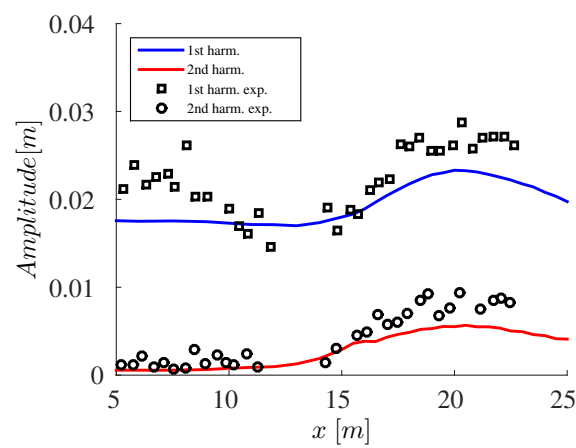 0.04
1st harm.
2nd harm.
1st harm. exp.
2nd harm. exp.
0.03
0.02
0.01
0
Amplitude[m]
5 10 15 20 25
x [m]